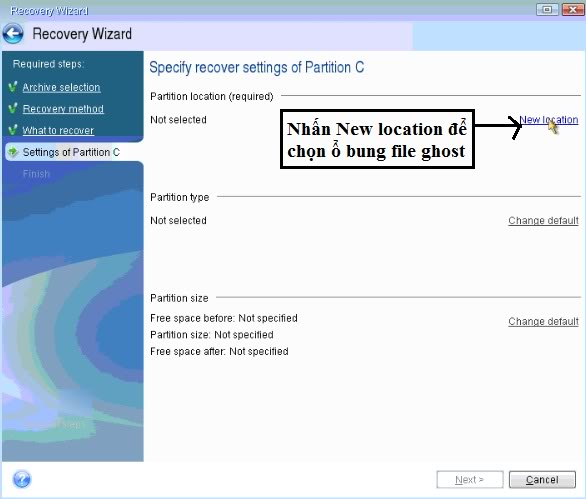 Recovery Wizard
Recovery Wizard
Required steps:
Archive selection
Recovery method
What to recover
Settings of Partition C
Finish
Specify recover settings of Partition C
Partition location (required)
Not selected
New location
Nhấn New location để
chọn ổ bung file ghost
Partition type
Not selected
Change default
Partition size
Free space before: Not specified
Change default
Partition size: Not specified
Free space after: Not specified
Next >
Cancel